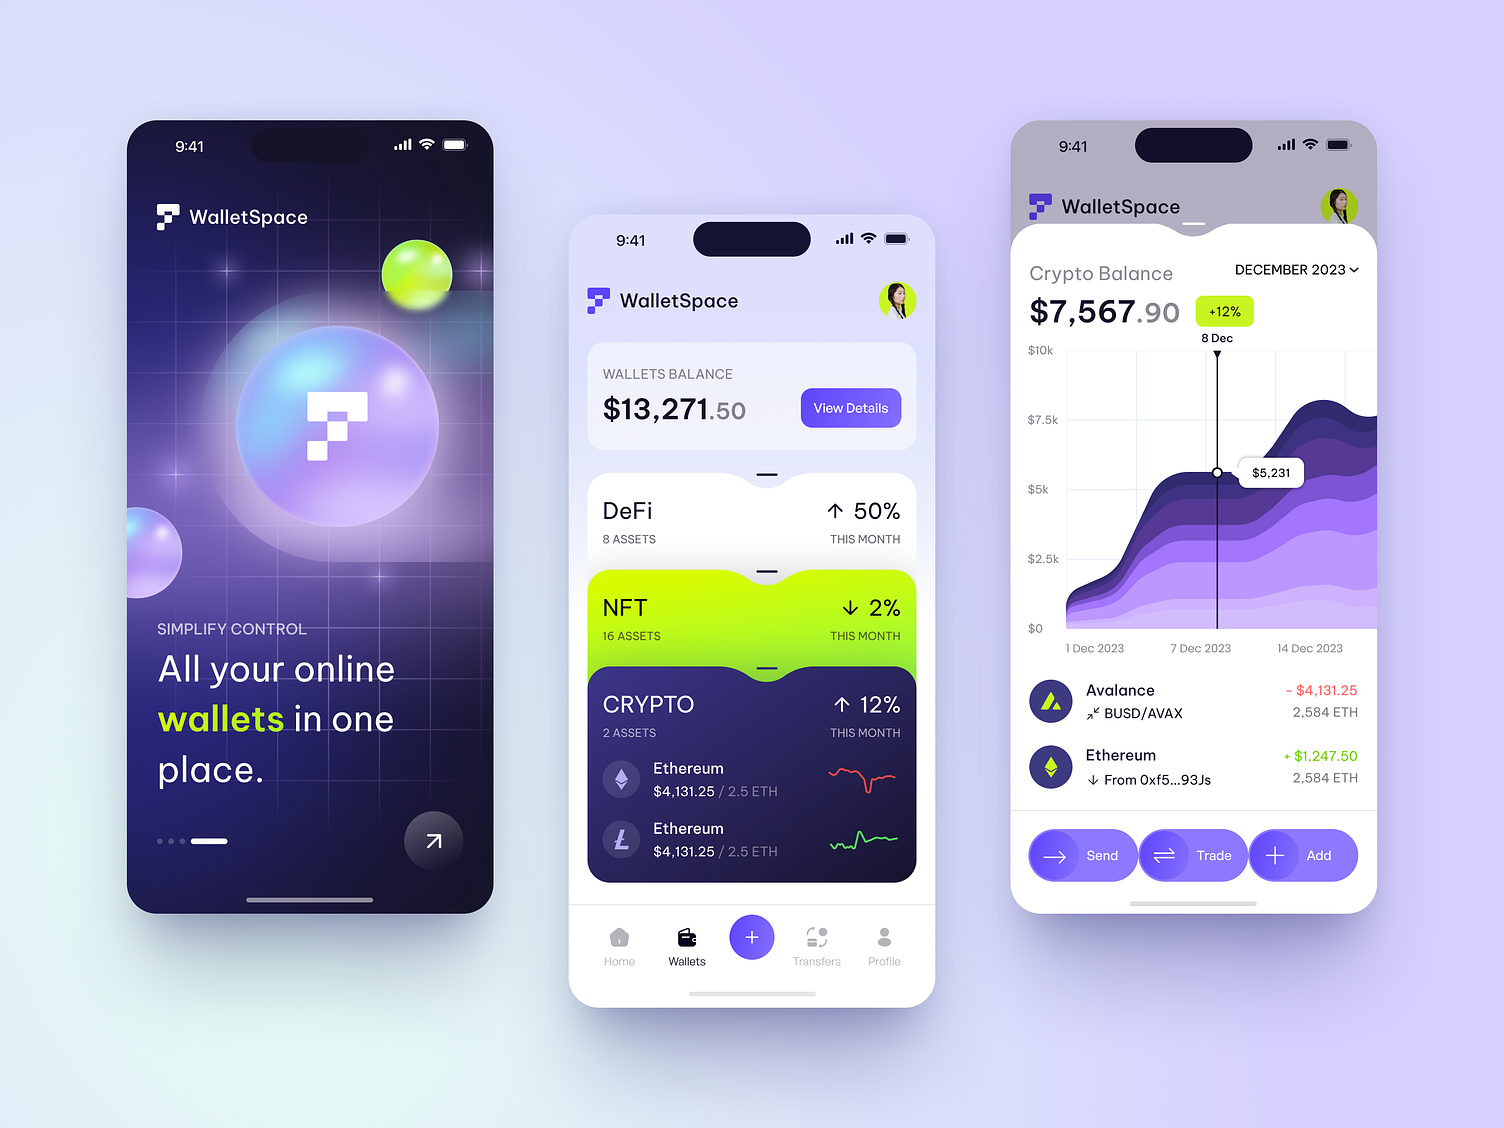 9:41
WalletSpace
SIMPLIFY CONTROL
All your online
wallets in one
place.
9:41
WalletSpace
WALLETS BALANCE
$13,271.50
View Details
DeFi
50%
8 ASSETS
THIS MONTH
NFT
2%
16 ASSETS
THIS MONTH
CRYPTO
12%
2 ASSETS
THIS MONTH
Ethereum
$4,131.25 / 2.5 ETH
Ethereum
$4,131.25 / 2.5 ETH
Home
Wallets
Transfers
Profile
9:41
WalletSpace
Crypto Balance
DECEMBER 2023
$7,567.90
+12%
8 Dec
$10k
$7.5k
$5k
$5,231
$2.5k
$0
1 Dec 2023
7 Dec 2023
14 Dec 2023
Avalance
- $4,131.25
BUSD/AVAX
2,584 ETH
Ethereum
+ $1,247.50
From 0xf5...93Js
2,584 ETH
Send
Trade
Add